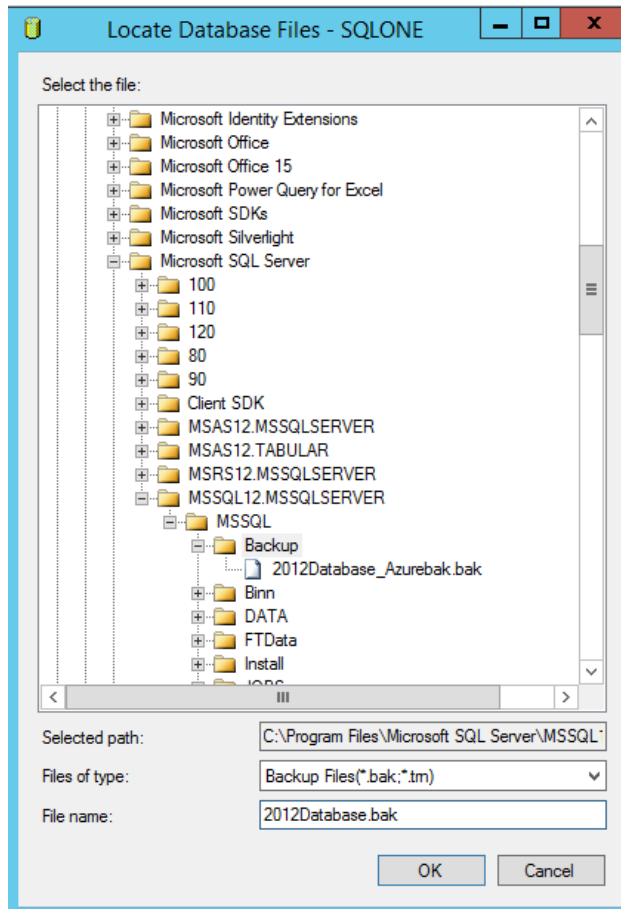 Locate Database Files - SQLONE
Select the file:
Microsoft Identity Extensions
Microsoft Office
Microsoft Office 15
Microsoft Power Query for Excel
Microsoft SDKs
Microsoft Silverlight
Microsoft SQL Server
100
110
120
80
90
Client SDK
MSAS12.MSSQLSERVER
MSAS12.TABULAR
MSRS12.MSSQLSERVER
MSSQL12.MSSQLSERVER
MSSQL
Backup
2012Database_Azurebak.bak
Binn
DATA
FTData
Install
Selected path: C:\Program Files\Microsoft SQL Server\MSSQL1
Files of type: Backup Files(*.bak;*.trn)
File name: 2012Database.bak
OK Cancel